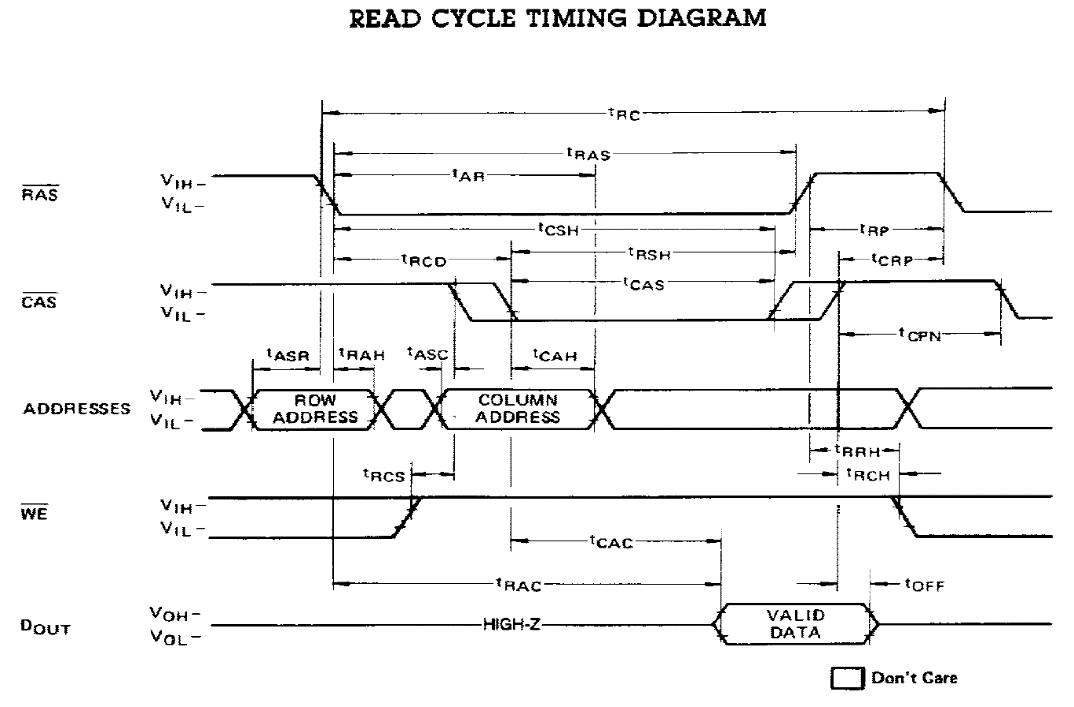 READ CYCLE TIMING DIAGRAM
tRC
tRAS
tAR
RAS
VIH–
VIL–
tCSH
tRP
tRCD
tRSH
tCRP
CAS
VIH–
VIL–
tCAS
tCPN
tASR
tRAH
tASC
tCAH
ADDRESSES
VIH–
VIL–
ROW
ADDRESS
COLUMN
ADDRESS
tRRH
tRCS
tRCH
WE
VIH–
VIL–
tCAC
tRAC
tOFF
DOUT
VOH–
VOL–
HIGH-Z
VALID
DATA
Don't Care